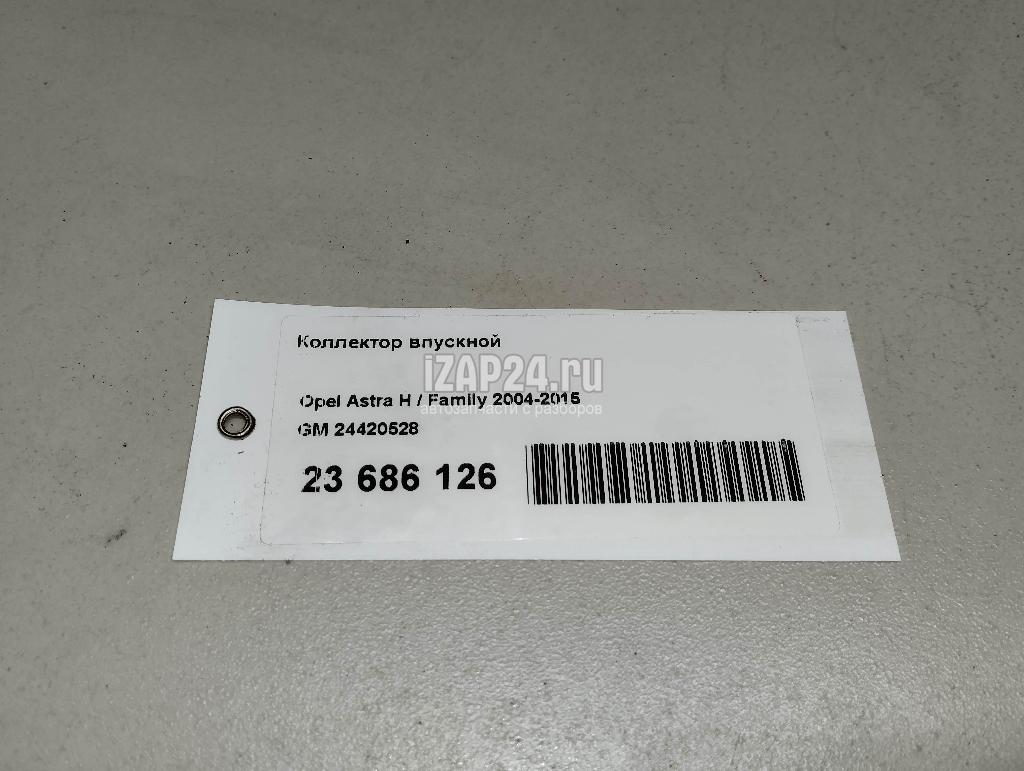 Коллектор впускной
iZAP24.ru
Opel Astra H / Family 2004-2015
автозапчасти с разборов
GM 24420528
23 686 126